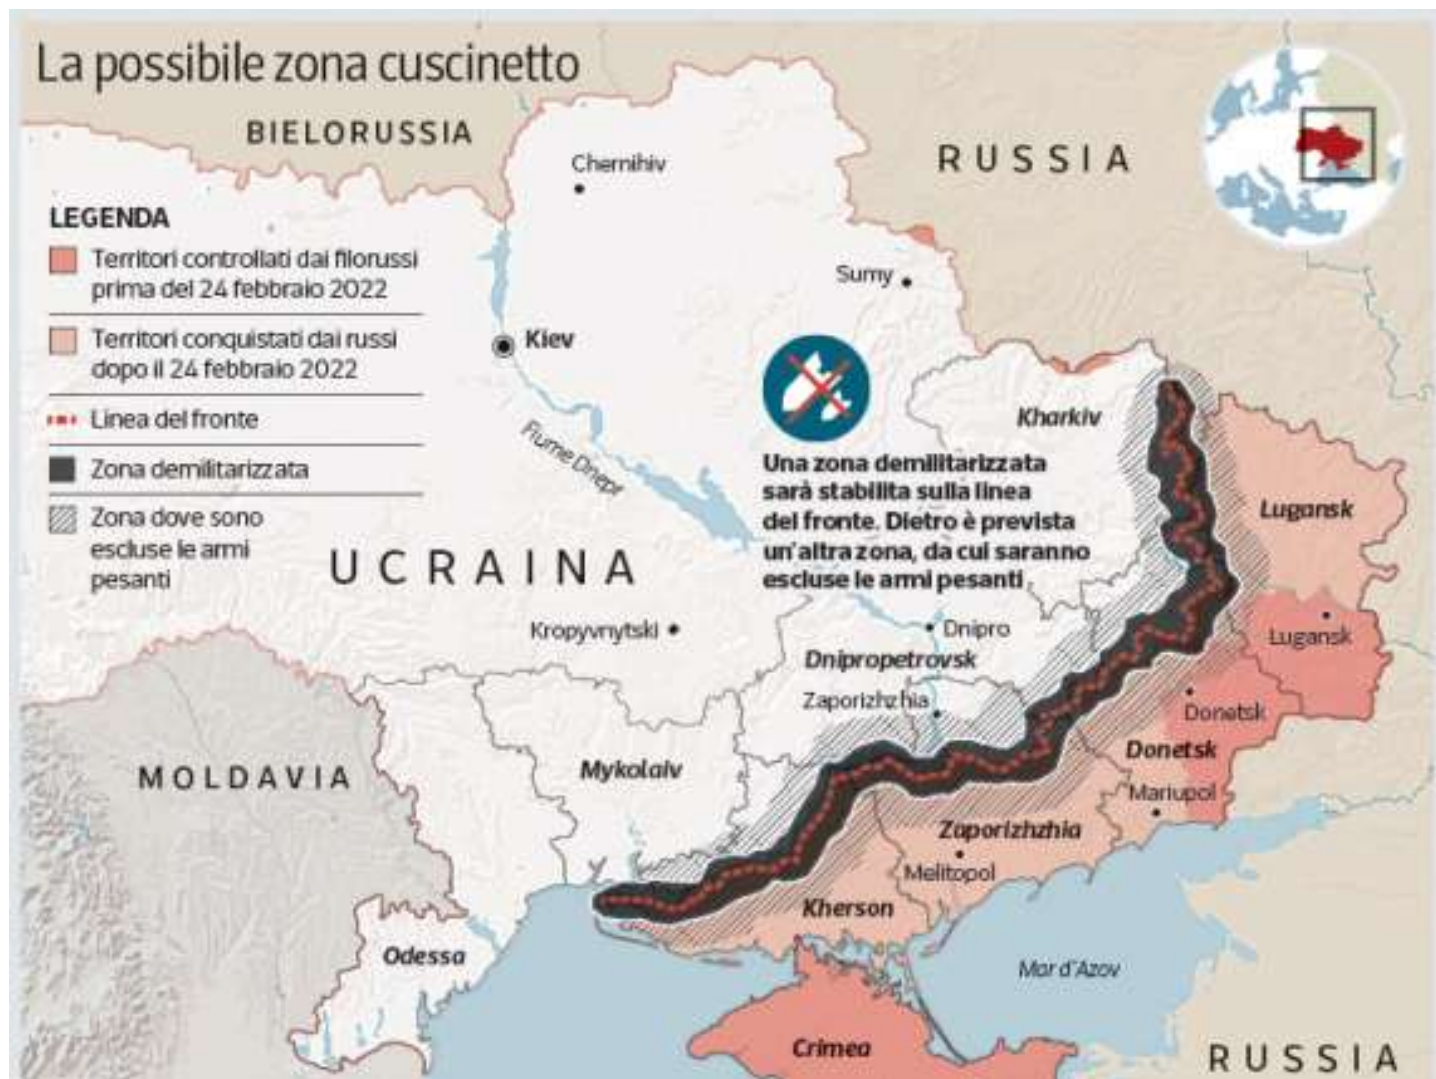 La possibile zona cuscinetto
BIELORUSSIA
RUSSIA
Chernihiv
LEGENDA
Territori controllati dai filorussi
prima del 24 febbraio 2022
Territori conquistati dai russi
dopo il 24 febbraio 2022
Linea del fronte
Zona demilitarizzata
Zona dove sono
escluse le armi
pesanti
Sumy
Kiev
Fiume Dnepr
Kharkiv
Una zona demilitarizzata
sarà stabilita sulla linea
del fronte. Dietro è prevista
un'altra zona, da cui saranno
escluse le armi pesanti
Lugansk
UCRAINA
Kropyvnytski
Dnipro
Lugansk
Dnipropetrovsk
Zaporizhzhia
Donetsk
Donetsk
MOLDAVIA
Mykolaiv
Mariupol
Zaporizhzhia
Melitopol
Kherson
Odessa
Mar d'Azov
Crimea
RUSSIA